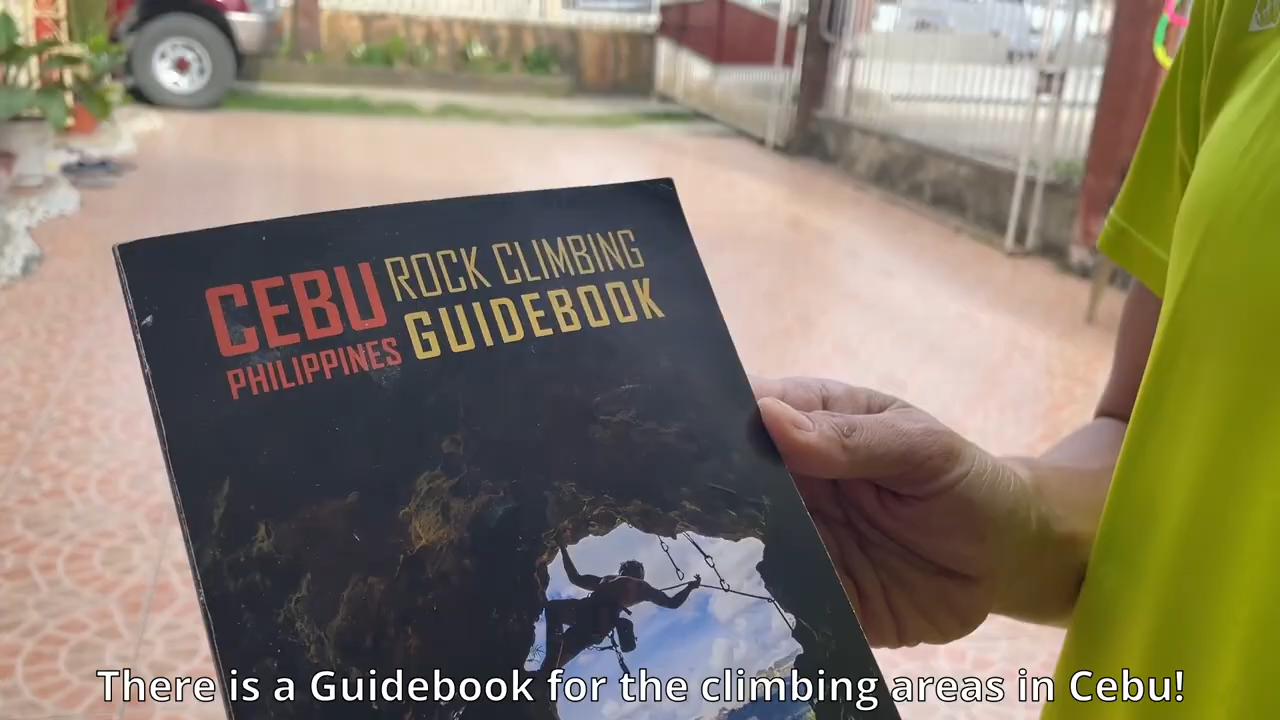 CEBU ROCK CLIMBING
PHILIPPINES GUIDEBOOK
There is a Guidebook for the climbing areas in Cebu!